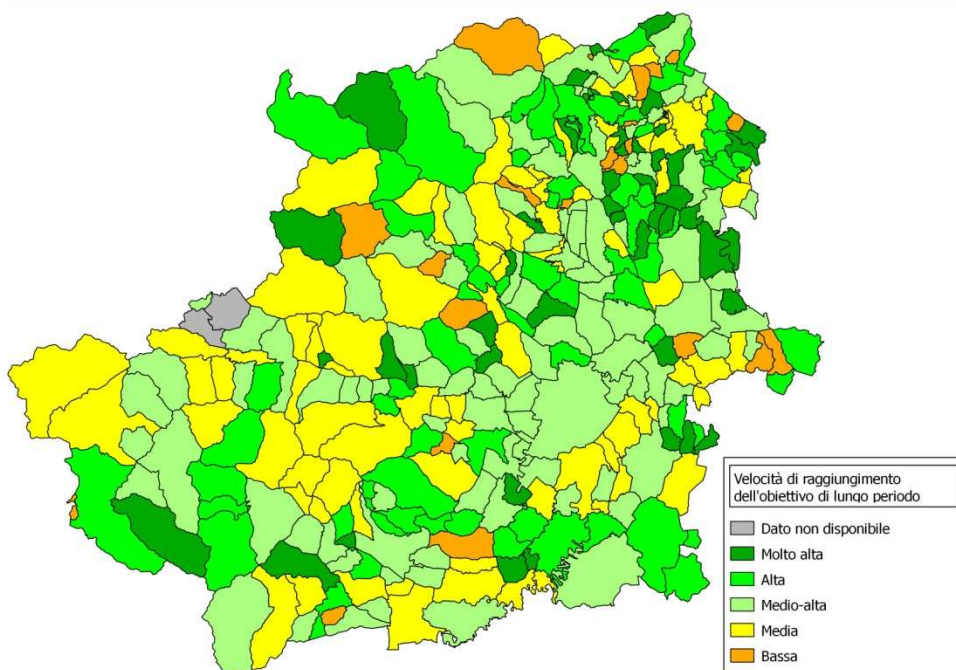 Velocità di raggiungimento
dell'obiettivo di lungo periodo
Dato non disponibile
Molto alta
Alta
Medio-alta
Media
Bassa